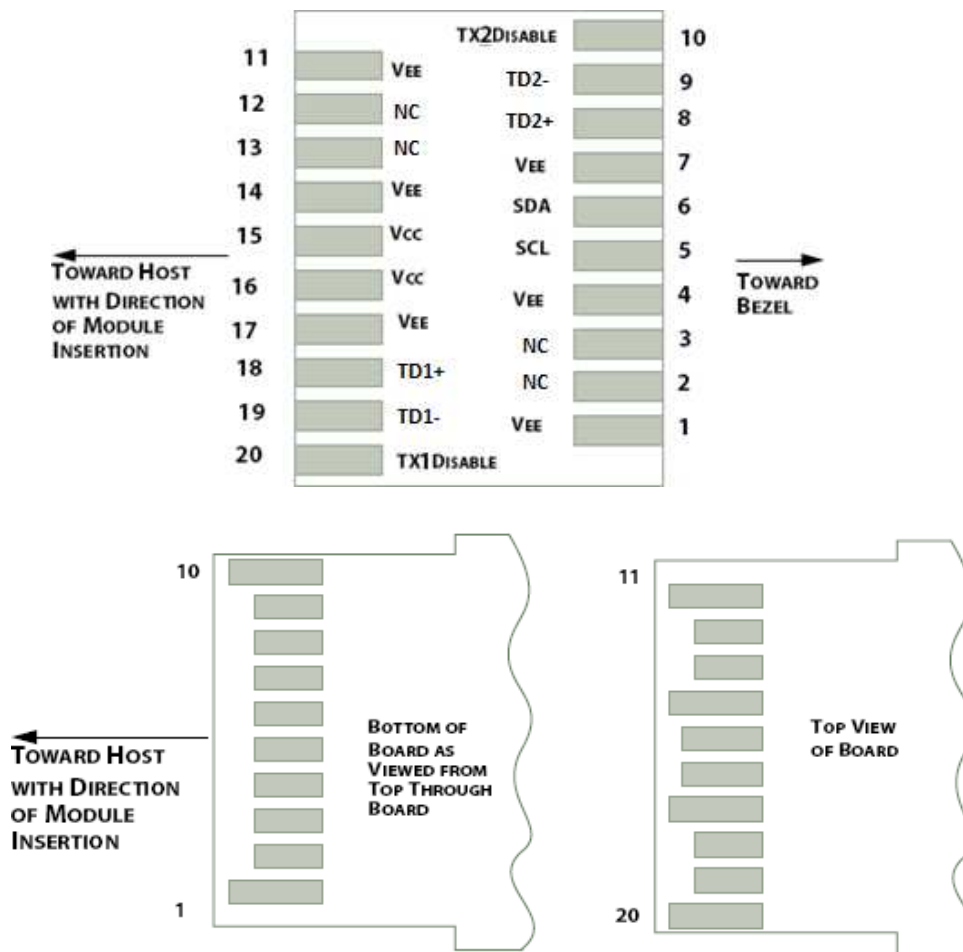 TX2DISABLE 10
11 VEE
TD2- 9
12 NC
TD2+ 8
13 NC
VEE 7
14 VEE
SDA 6
15 VCC
SCL 5
16 VCC
VEE 4
17 VEE
NC 3
18 TD1+
NC 2
19 TD1-
VEE 1
20 TX1DISABLE
TOWARD HOST
WITH DIRECTION
OF MODULE
INSERTION
TOWARD
BEZEL
10
1
BOTTOM OF
BOARD AS
VIEWED FROM
TOP THROUGH
BOARD
TOWARD HOST
WITH DIRECTION
OF MODULE
INSERTION
11
20
TOP VIEW
OF BOARD